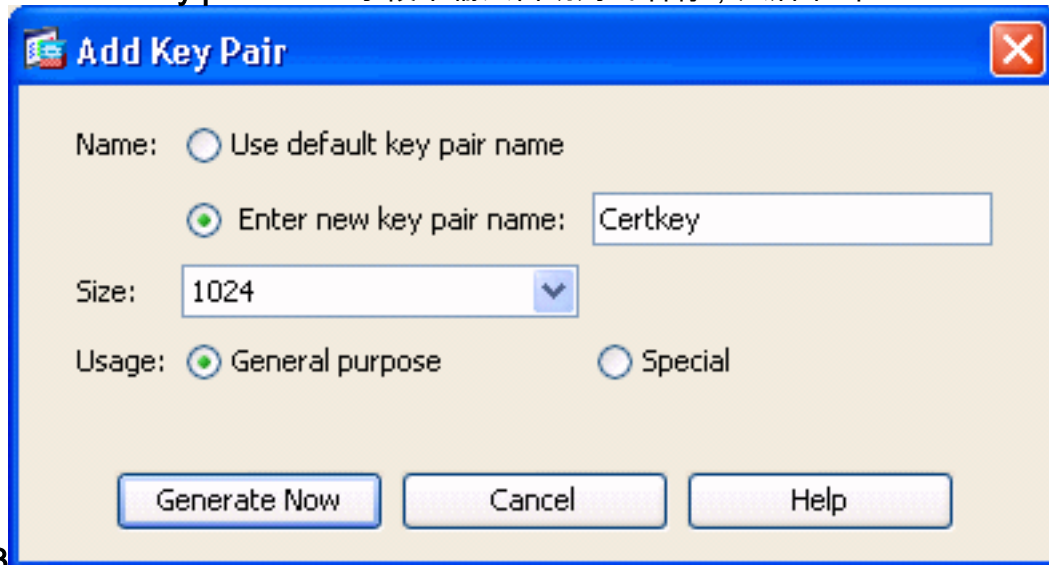 Add Key Pair
Name: Use default key pair name
Enter new key pair name: Certkey
Size: 1024
Usage: General purpose Special
Generate Now Cancel Help